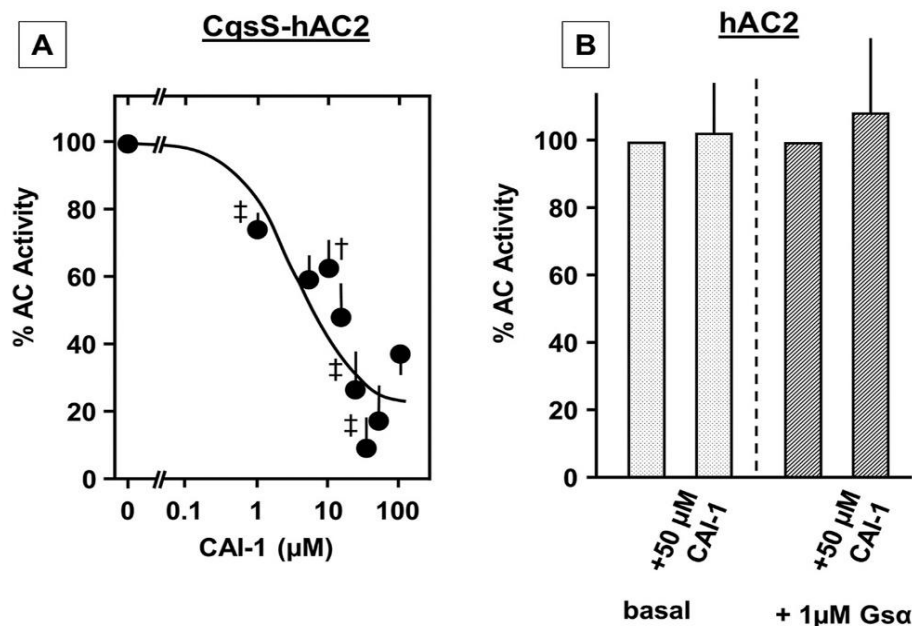 A
CqsS-hAC2
% AC Activity
100
80
60
40
20
0
‡
†
‡
‡
0 0.1 1 10 100
CAI-1 (µM)
B
hAC2
% AC Activity
100
80
60
40
20
0
+50 µM
CAI-1
+50 µM
CAI-1
basal
+ 1µM Gsα